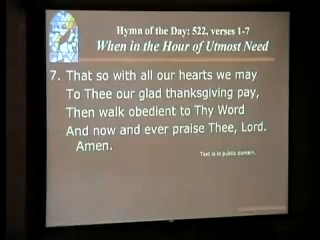 Hymn of the Day: 522, verses 1-7
When in the Hour of Utmost Need
7. That so with all our hearts we may
To Thee our glad thanksgiving pay,
Then walk obedient to Thy Word
And now and ever praise Thee, Lord.
Amen.
Text is in public domain.